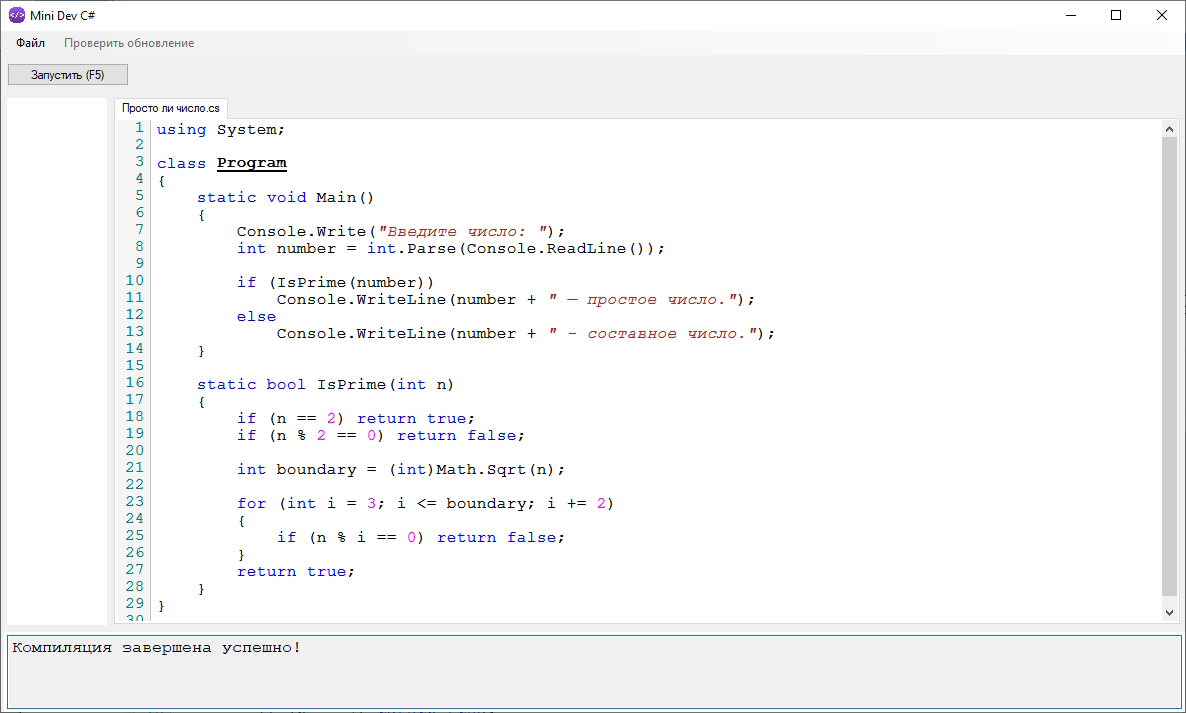 Mini Dev C#
Файл Проверить обновление
Запустить (F5)
Просто ли число.cs
1 using System;
2
3 class Program
4 {
5 static void Main()
6 {
7 Console.Write("Введите число: ");
8 int number = int.Parse(Console.ReadLine());
9
10 if (IsPrime(number))
11 Console.WriteLine(number + " — простое число.");
12 else
13 Console.WriteLine(number + " - составное число.");
14 }
15
16 static bool IsPrime(int n)
17 {
18 if (n == 2) return true;
19 if (n % 2 == 0) return false;
20
21 int boundary = (int)Math.Sqrt(n);
22
23 for (int i = 3; i <= boundary; i += 2)
24 {
25 if (n % i == 0) return false;
26 }
27 return true;
28 }
29 }
30
Компиляция завершена успешно!